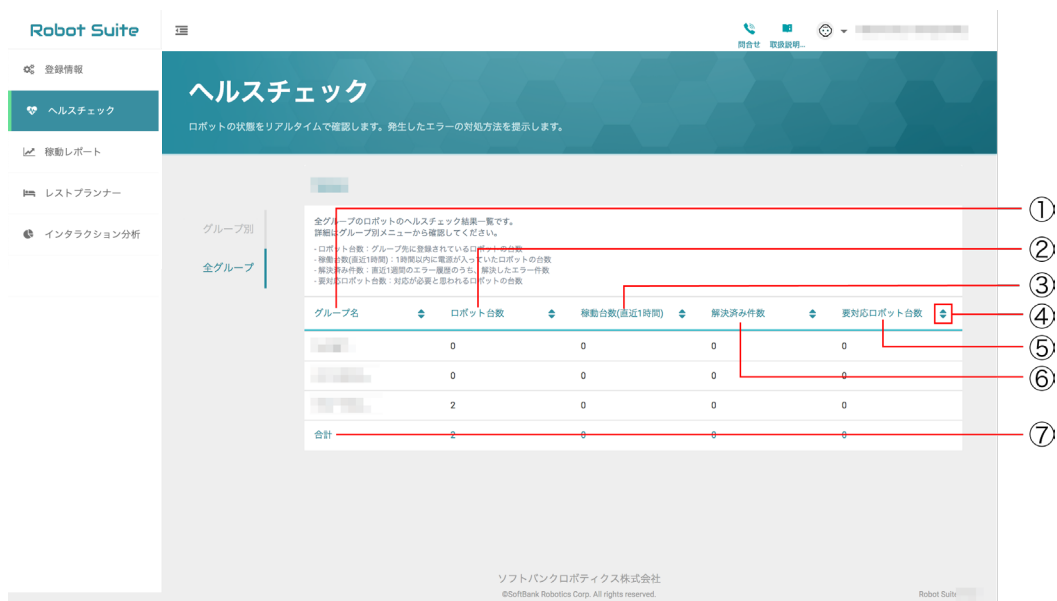 Robot Suite
問合せ 取扱説明...
登録情報
ヘルスチェック
稼動レポート
レストプランナー
インタラクション分析
ヘルスチェック
ロボットの状態をリアルタイムで確認します。発生したエラーの対処方法を提示します。
グループ別
全グループ
全グループのロボットのヘルスチェック結果一覧です。
詳細はグループ別メニューから確認してください。
- ロボット台数：グループ先に登録されているロボットの台数
- 稼働台数(直近1時間)：1時間以内に電源が入っていたロボットの台数
- 解決済み件数：直近1週間のエラー履歴のうち、解決したエラー件数
- 要対応ロボット台数：対応が必要と思われるロボットの台数
グループ名 ロボット台数 稼働台数(直近1時間) 解決済み件数 要対応ロボット台数
0 0 0 0
0 0 0 0
2 0 0 0
合計 2 0 0 0
①
②
③
④
⑤
⑥
⑦
ソフトバンクロボティクス株式会社
©SoftBank Robotics Corp. All rights reserved.
Robot Suite